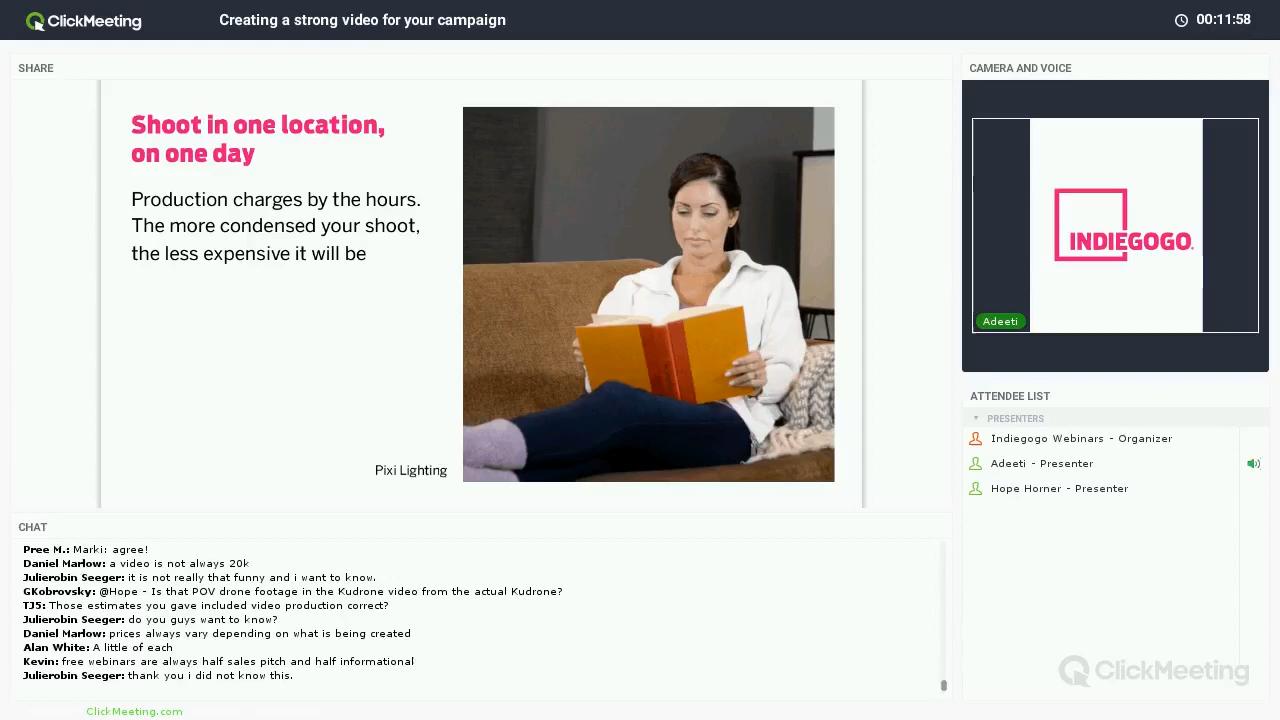 ClickMeeting
Creating a strong video for your campaign
00:11:58
SHARE
Shoot in one location,
on one day
Production charges by the hours.
The more condensed your shoot,
the less expensive it will be
Pixi Lighting
CAMERA AND VOICE
INDIEGOGO
Adeeti
ATTENDEE LIST
PRESENTERS
Indiegogo Webinars - Organizer
Adeeti - Presenter
Hope Horner - Presenter
CHAT
Pree M.: Marki: agree!
Daniel Marlow: a video is not always 20k
Julierobin Seeger: it is not really that funny and i want to know.
GKobrovsky: @Hope - Is that POV drone footage in the Kudrone video from the actual Kudrone?
TJ5: Those estimates you gave included video production correct?
Julierobin Seeger: do you guys want to know?
Daniel Marlow: prices always vary depending on what is being created
Alan White: A little of each
Kevin: free webinars are always half sales pitch and half informational
Julierobin Seeger: thank you i did not know this.
ClickMeeting
ClickMeeting.com